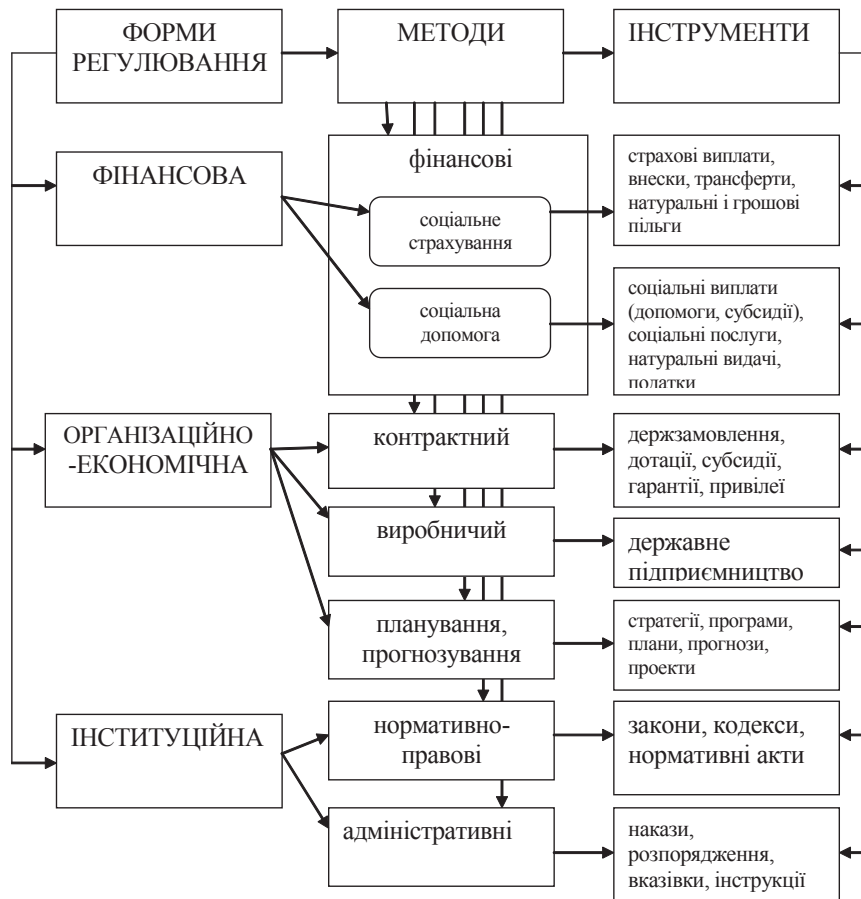 ФОРМИ
РЕГУЛЮВАННЯ
МЕТОДИ
ІНСТРУМЕНТИ
ФІНАНСОВА
фінансові
соціальне
страхування
страхові виплати,
внески, трансферти,
натуральні і грошові
пільги
соціальна
допомога
соціальні виплати
(допомоги, субсидії),
соціальні послуги,
натуральні видачі,
податки
ОРГАНІЗАЦІЙНО
-ЕКОНОМІЧНА
контрактний
держзамовлення,
дотації, субсидії,
гарантії, привілеї
виробничий
державне
підприємництво
планування,
прогнозування
стратегії, програми,
плани, прогнози,
проекти
ІНСТИТУЦІЙНА
нормативно-
правові
закони, кодекси,
нормативні акти
адміністративні
накази,
розпорядження,
вказівки, інструкції